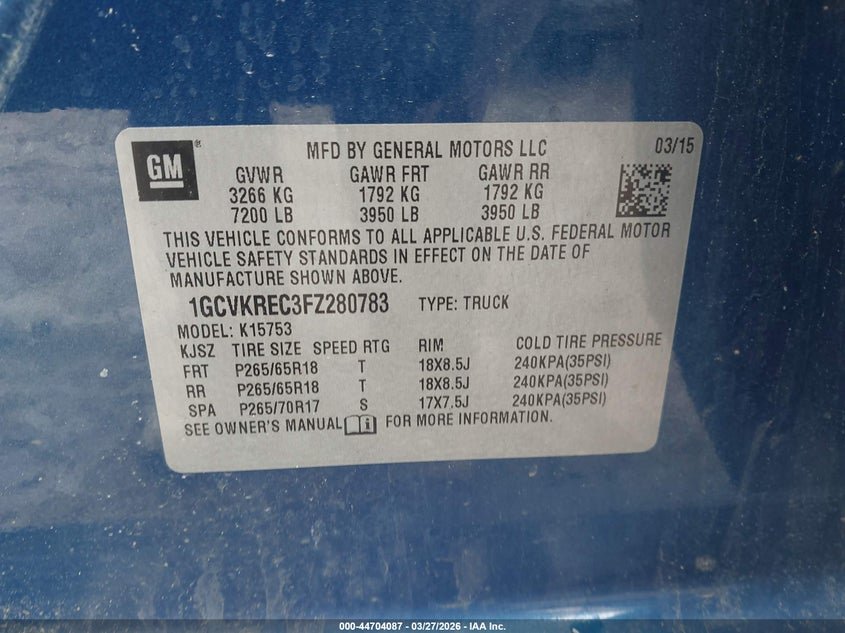 GM®
MFD BY GENERAL MOTORS LLC 03/15
GVWR GAWR FRT GAWR RR
3266 KG 1792 KG 1792 KG
7200 LB 3950 LB 3950 LB
THIS VEHICLE CONFORMS TO ALL APPLICABLE U.S. FEDERAL MOTOR
VEHICLE SAFETY STANDARDS IN EFFECT ON THE DATE OF
MANUFACTURE SHOWN ABOVE.
1GCVKREC3FZ280783 TYPE: TRUCK
MODEL: K15753
KJSZ TIRE SIZE SPEED RTG RIM COLD TIRE PRESSURE
FRT P265/65R18 T 18X8.5J 240KPA(35PSI)
RR P265/65R18 T 18X8.5J 240KPA(35PSI)
SPA P265/70R17 S 17X7.5J 240KPA(35PSI)
SEE OWNER'S MANUAL i FOR MORE INFORMATION.
000-44704087 - 03/27/2026 - IAA Inc.